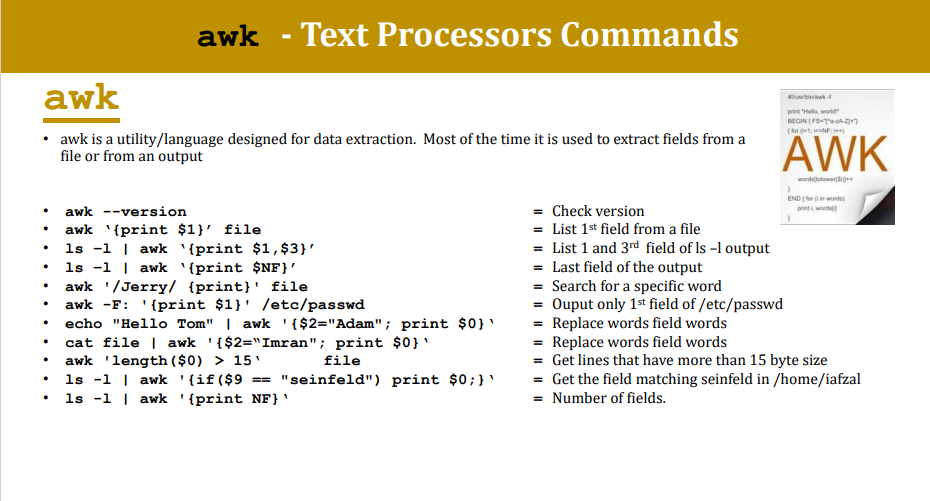 awk - Text Processors Commands
awk
• awk is a utility/language designed for data extraction. Most of the time it is used to extract fields from a
file or from an output
#!/usr/bin/awk -f
print "Hello, world!"
BEGIN { FS="[^a-zA-Z]+"}
{ for (i=1; i<=NF; i++)
AWK
words[tolower($i)]++
}
END { for (i in words)
print i, words[i]
}
• awk --version = Check version
• awk ‘{print $1}’ file = List 1st field from a file
• ls –l | awk ‘{print $1,$3}’ = List 1 and 3rd field of ls –l output
• ls –l | awk ‘{print $NF}’ = Last field of the output
• awk '/Jerry/ {print}' file = Search for a specific word
• awk -F: '{print $1}' /etc/passwd = Ouput only 1st field of /etc/passwd
• echo "Hello Tom" | awk '{$2="Adam"; print $0}‘ = Replace words field words
• cat file | awk '{$2=“Imran"; print $0}‘ = Replace words field words
• awk 'length($0) > 15‘ file = Get lines that have more than 15 byte size
• ls -l | awk '{if($9 == "seinfeld") print $0;}‘ = Get the field matching seinfeld in /home/iafzal
• ls -l | awk '{print NF}‘ = Number of fields.